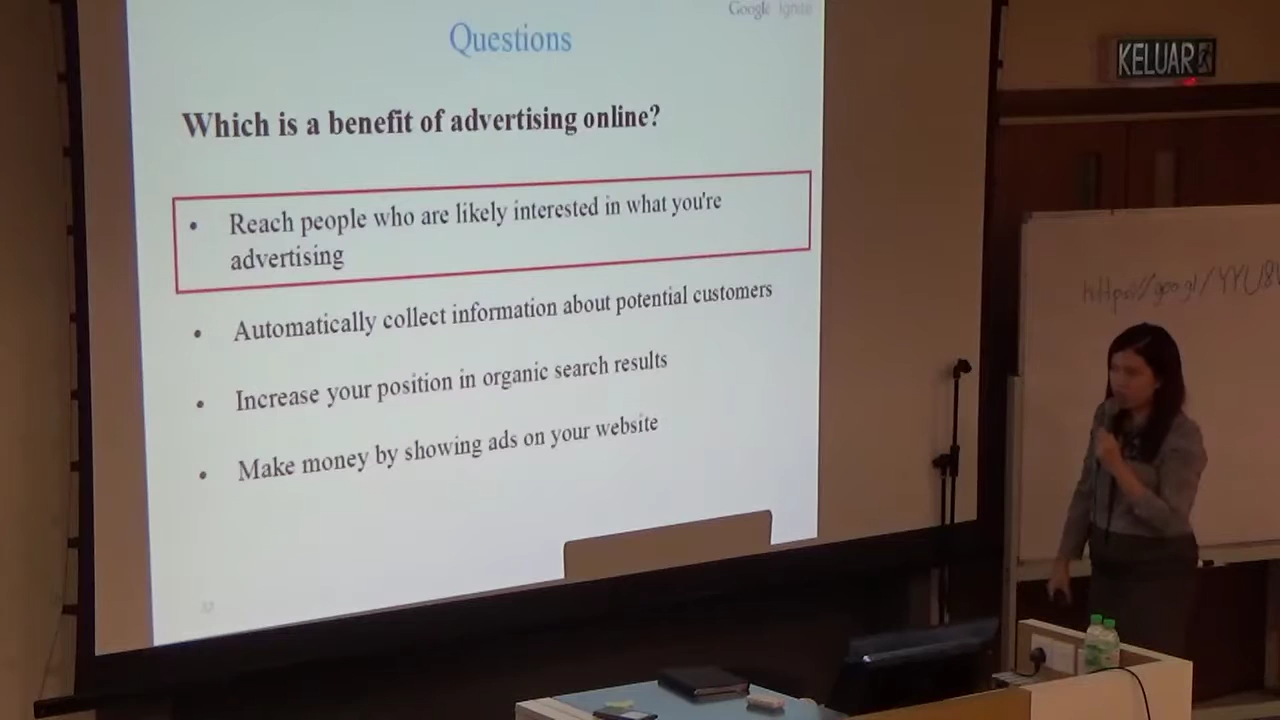 Google Ignite
Questions
Which is a benefit of advertising online?
• Reach people who are likely interested in what you're
advertising
• Automatically collect information about potential customers
• Increase your position in organic search results
• Make money by showing ads on your website
KELUAR